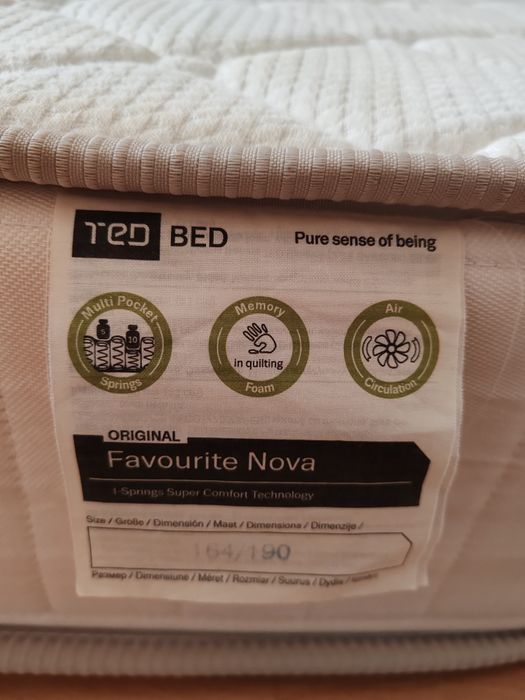 TED BED
Pure sense of being
Multi Pocket
5 10
Springs
Memory
in quilting
Foam
Air
Circulation
ORIGINAL
Favourite Nova
I-Springs Super Comfort Technology
Size / Größe / Dimensión / Maat / Dimensions / Dimenzije /
164/190
Размер / Dimensiune / Méret / Rozmiar / Suurus / Dydis /